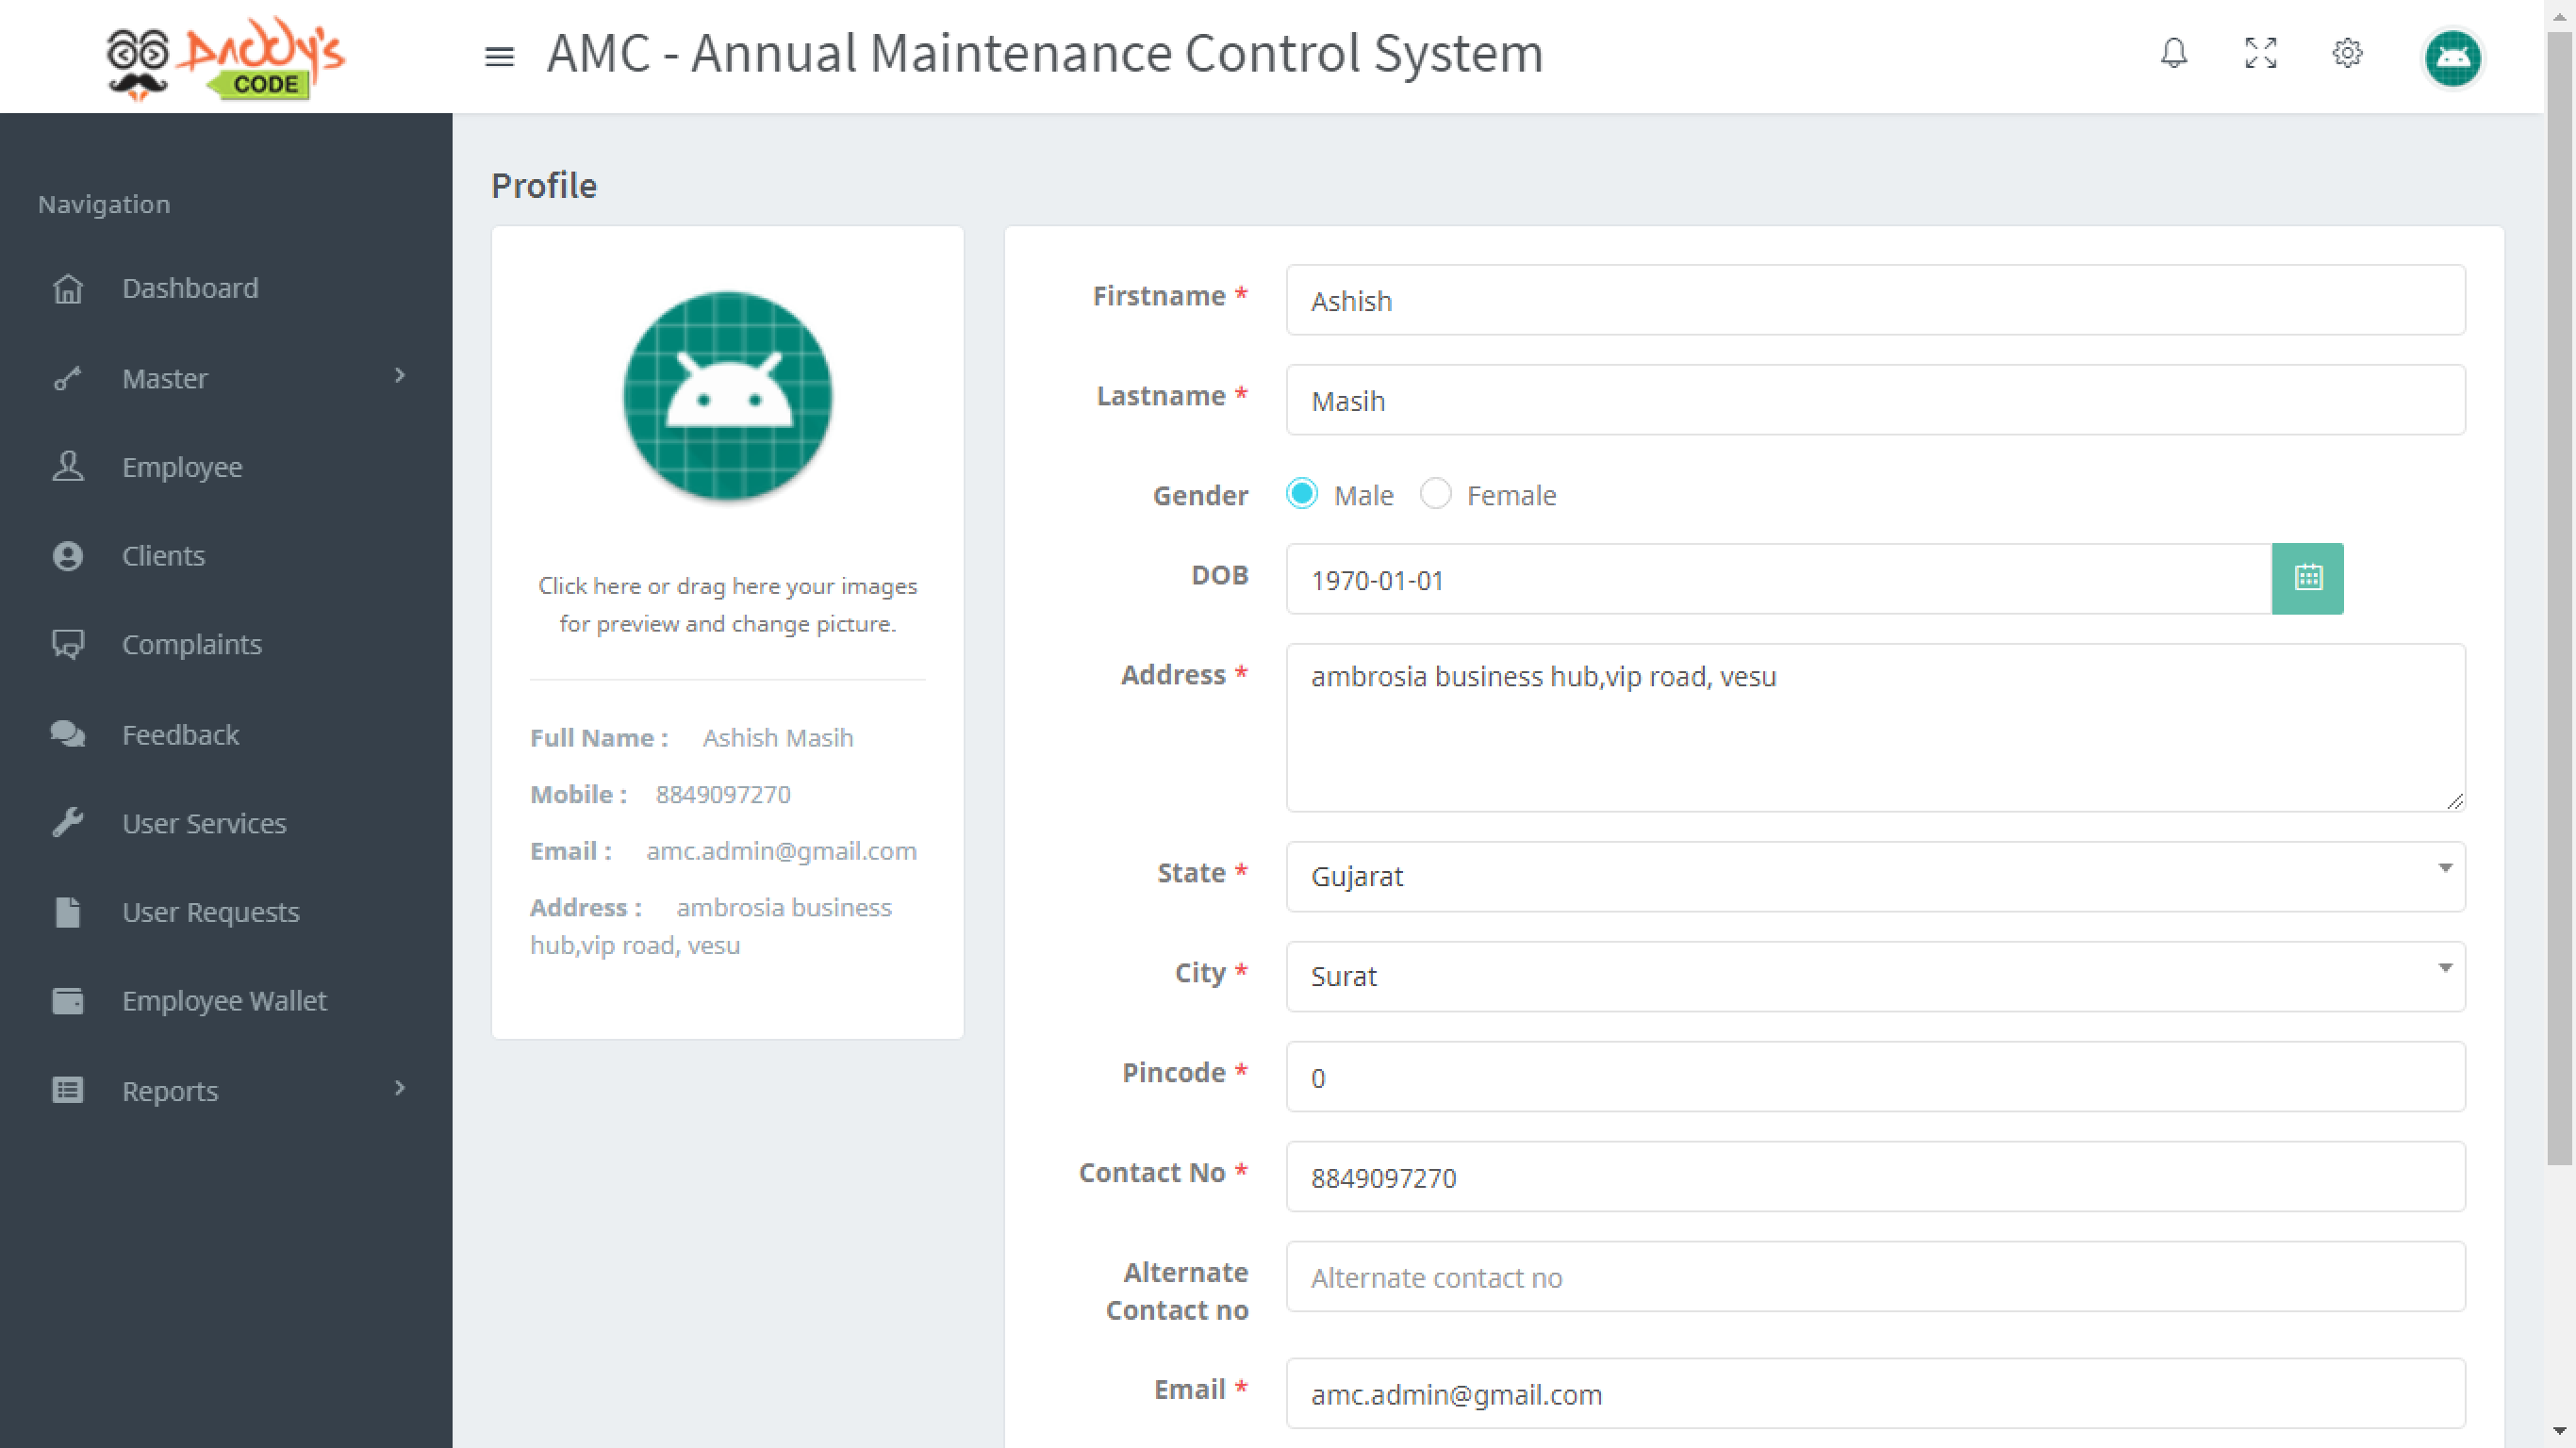 Daddy's
CODE
AMC - Annual Maintenance Control System
Navigation
Dashboard
Master
Employee
Clients
Complaints
Feedback
User Services
User Requests
Employee Wallet
Reports
Profile
Click here or drag here your images
for preview and change picture.
Full Name : Ashish Masih
Mobile : 8849097270
Email : amc.admin@gmail.com
Address : ambrosia business
hub,vip road, vesu
Firstname * Ashish
Lastname * Masih
Gender Male Female
DOB 1970-01-01
Address * ambrosia business hub,vip road, vesu
State * Gujarat
City * Surat
Pincode * 0
Contact No * 8849097270
Alternate
Contact no
Alternate contact no
Email * amc.admin@gmail.com